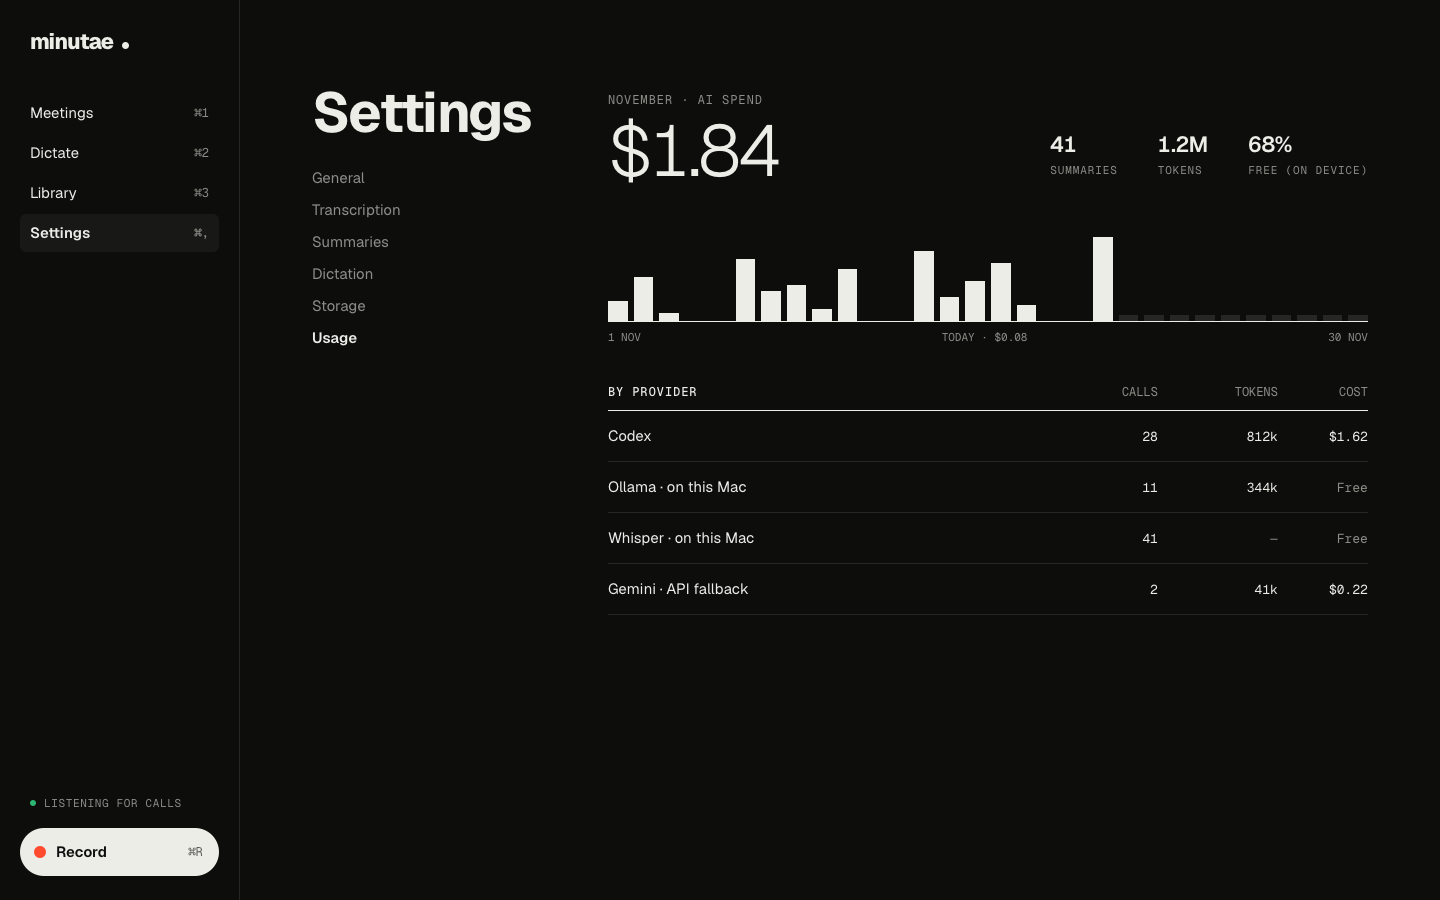 minutae
Meetings ⌘1
Dictate ⌘2
Library ⌘3
Settings ⌘,
LISTENING FOR CALLS
Record ⌘R
Settings
General
Transcription
Summaries
Dictation
Storage
Usage
NOVEMBER · AI SPEND
$1.84
41 1.2M 68%
SUMMARIES TOKENS FREE (ON DEVICE)
1 NOV TODAY · $0.08 30 NOV
BY PROVIDER CALLS TOKENS COST
Codex 28 812k $1.62
Ollama · on this Mac 11 344k Free
Whisper · on this Mac 41 — Free
Gemini · API fallback 2 41k $0.22